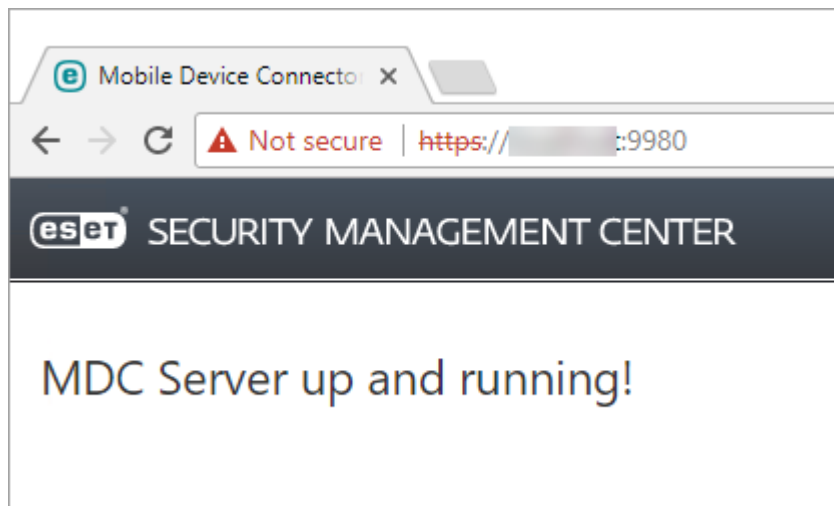 Mobile Device Connecto
Not secure https:// :9980
eset SECURITY MANAGEMENT CENTER
MDC Server up and running!